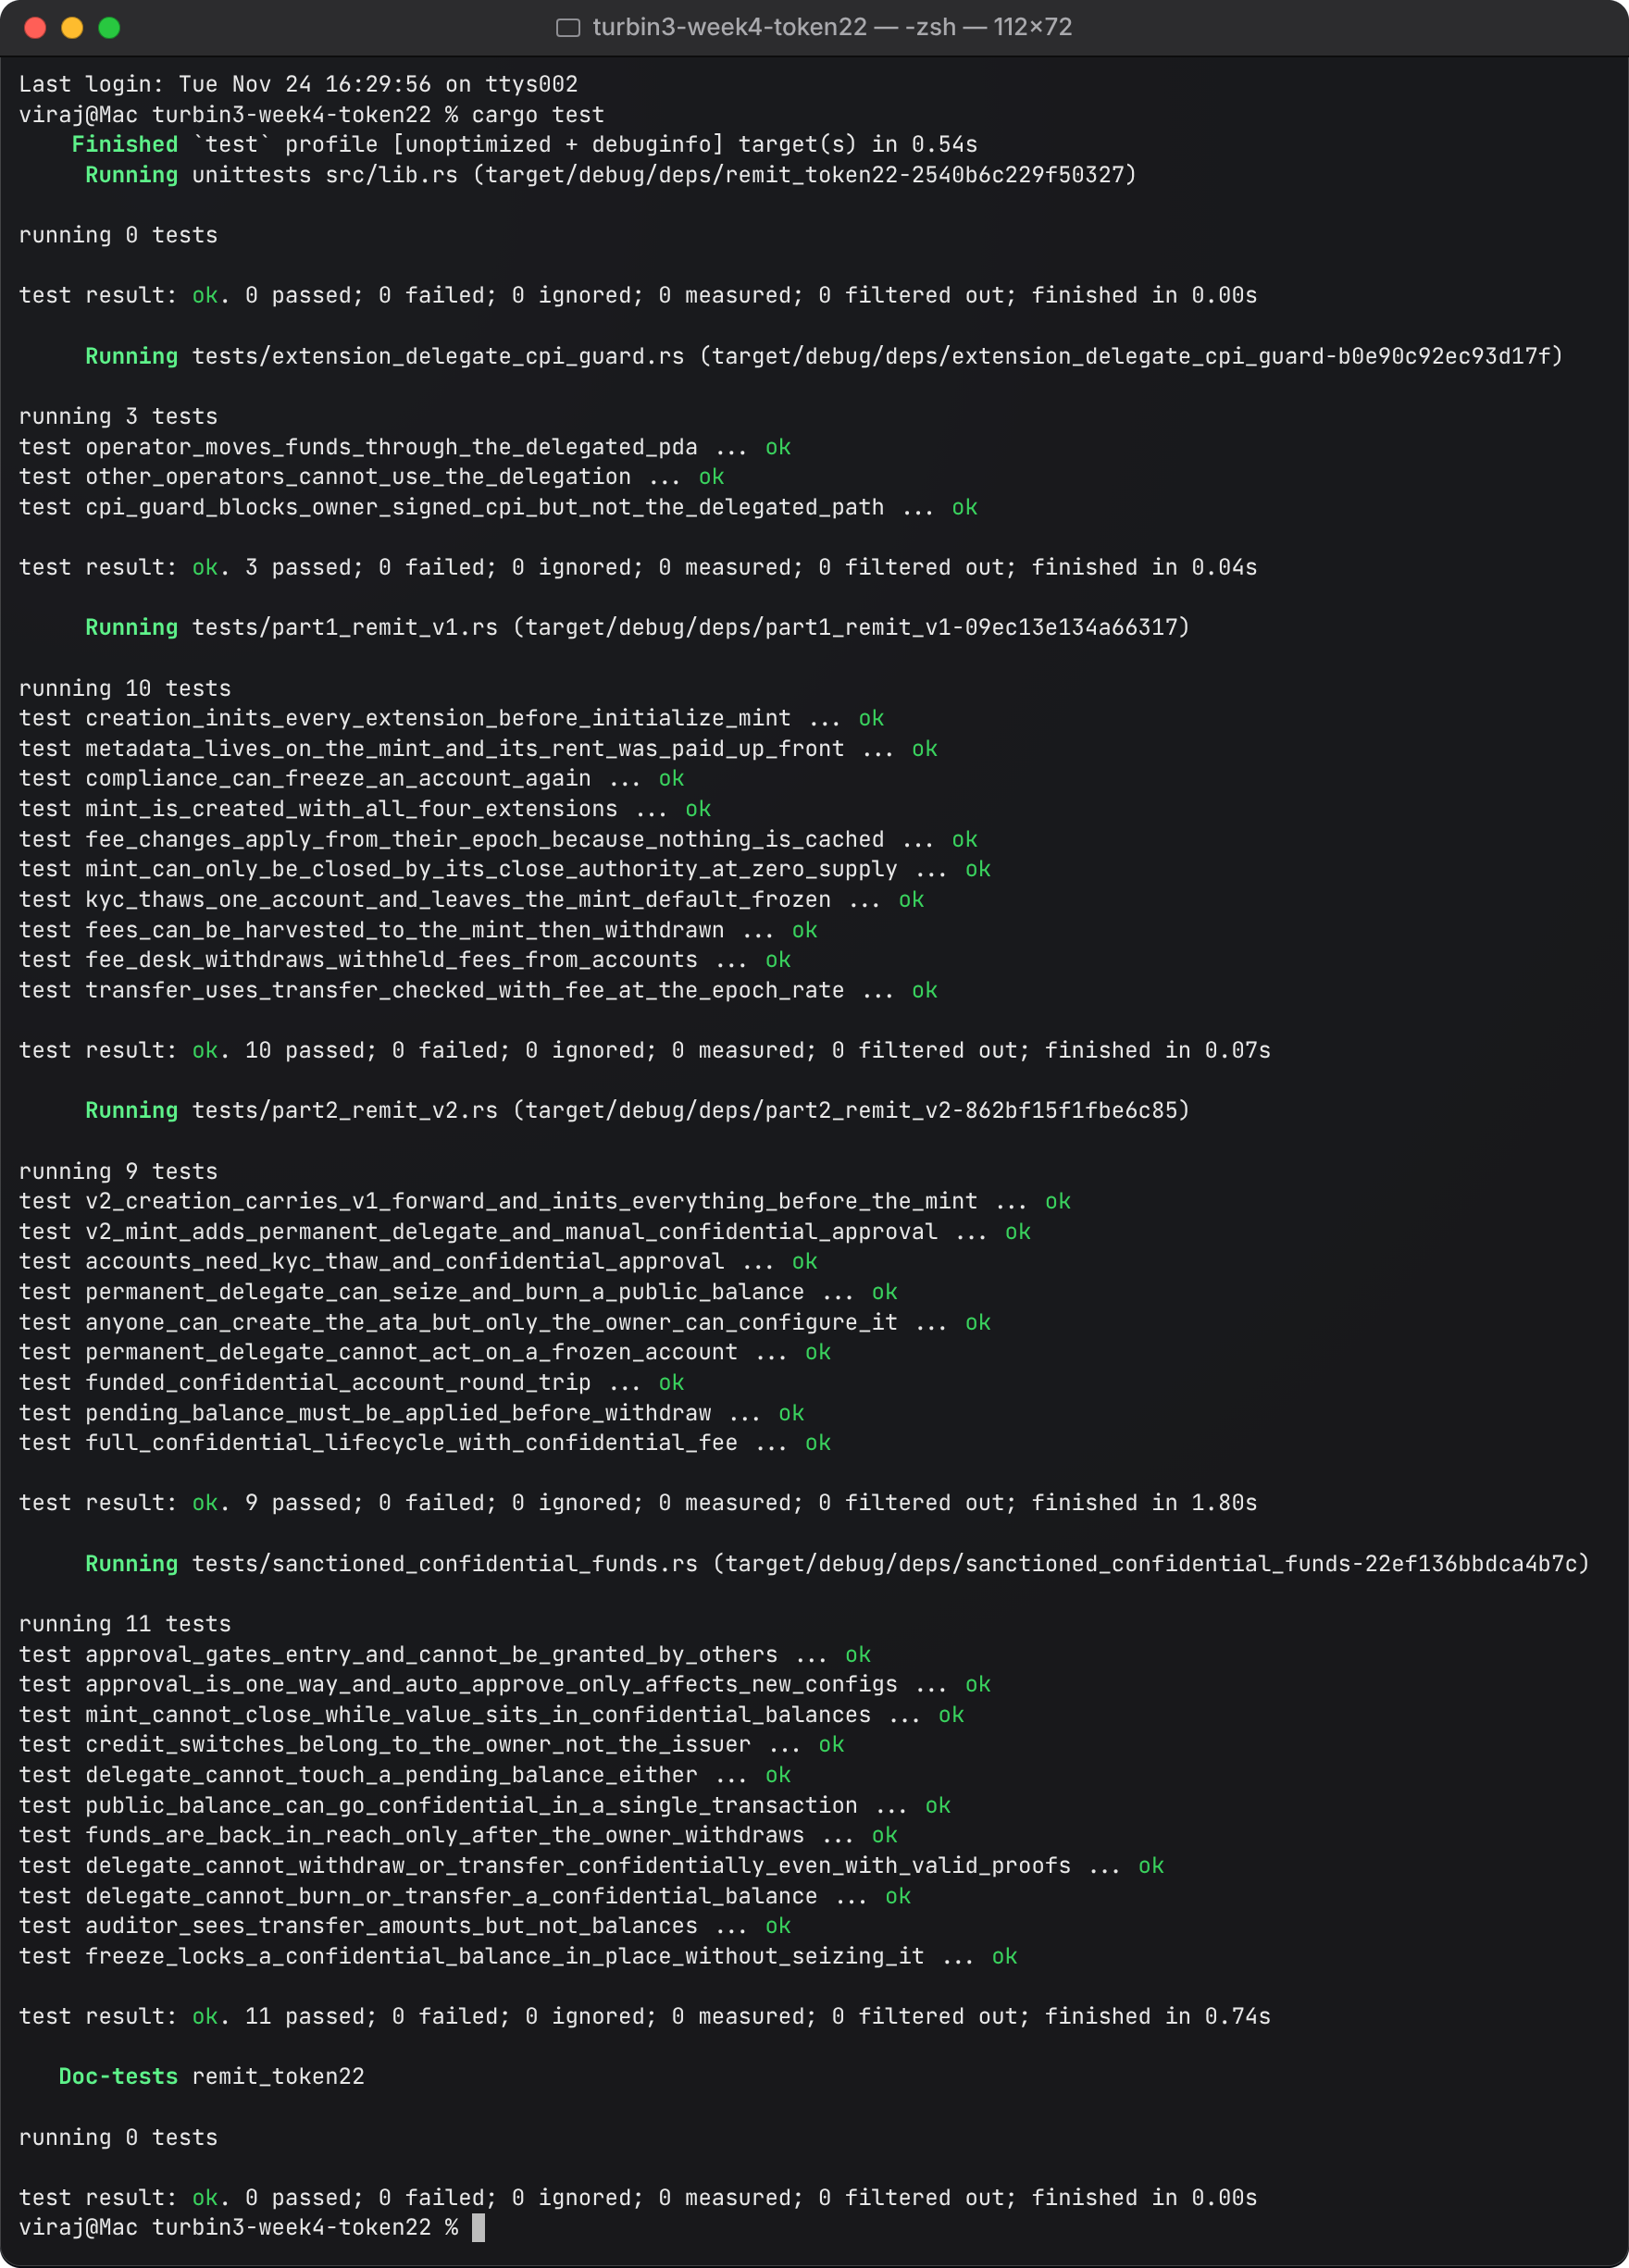 turbin3-week4-token22 — -zsh — 112×72
Last login: Tue Nov 24 16:29:56 on ttys002
viraj@Mac turbin3-week4-token22 % cargo test
    Finished `test` profile [unoptimized + debuginfo] target(s) in 0.54s
     Running unittests src/lib.rs (target/debug/deps/remit_token22-2540b6c229f50327)
running 0 tests
test result: ok. 0 passed; 0 failed; 0 ignored; 0 measured; 0 filtered out; finished in 0.00s
     Running tests/extension_delegate_cpi_guard.rs (target/debug/deps/extension_delegate_cpi_guard-b0e90c92ec93d17f)
running 3 tests
test operator_moves_funds_through_the_delegated_pda ... ok
test other_operators_cannot_use_the_delegation ... ok
test cpi_guard_blocks_owner_signed_cpi_but_not_the_delegated_path ... ok
test result: ok. 3 passed; 0 failed; 0 ignored; 0 measured; 0 filtered out; finished in 0.04s
     Running tests/part1_remit_v1.rs (target/debug/deps/part1_remit_v1-09ec13e134a66317)
running 10 tests
test creation_inits_every_extension_before_initialize_mint ... ok
test metadata_lives_on_the_mint_and_its_rent_was_paid_up_front ... ok
test compliance_can_freeze_an_account_again ... ok
test mint_is_created_with_all_four_extensions ... ok
test fee_changes_apply_from_their_epoch_because_nothing_is_cached ... ok
test mint_can_only_be_closed_by_its_close_authority_at_zero_supply ... ok
test kyc_thaws_one_account_and_leaves_the_mint_default_frozen ... ok
test fees_can_be_harvested_to_the_mint_then_withdrawn ... ok
test fee_desk_withdraws_withheld_fees_from_accounts ... ok
test transfer_uses_transfer_checked_with_fee_at_the_epoch_rate ... ok
test result: ok. 10 passed; 0 failed; 0 ignored; 0 measured; 0 filtered out; finished in 0.07s
     Running tests/part2_remit_v2.rs (target/debug/deps/part2_remit_v2-862bf15f1fbe6c85)
running 9 tests
test v2_creation_carries_v1_forward_and_inits_everything_before_the_mint ... ok
test v2_mint_adds_permanent_delegate_and_manual_confidential_approval ... ok
test accounts_need_kyc_thaw_and_confidential_approval ... ok
test permanent_delegate_can_seize_and_burn_a_public_balance ... ok
test anyone_can_create_the_ata_but_only_the_owner_can_configure_it ... ok
test permanent_delegate_cannot_act_on_a_frozen_account ... ok
test funded_confidential_account_round_trip ... ok
test pending_balance_must_be_applied_before_withdraw ... ok
test full_confidential_lifecycle_with_confidential_fee ... ok
test result: ok. 9 passed; 0 failed; 0 ignored; 0 measured; 0 filtered out; finished in 1.80s
     Running tests/sanctioned_confidential_funds.rs (target/debug/deps/sanctioned_confidential_funds-22ef136bbdca4b7c)
running 11 tests
test approval_gates_entry_and_cannot_be_granted_by_others ... ok
test approval_is_one_way_and_auto_approve_only_affects_new_configs ... ok
test mint_cannot_close_while_value_sits_in_confidential_balances ... ok
test credit_switches_belong_to_the_owner_not_the_issuer ... ok
test delegate_cannot_touch_a_pending_balance_either ... ok
test public_balance_can_go_confidential_in_a_single_transaction ... ok
test funds_are_back_in_reach_only_after_the_owner_withdraws ... ok
test delegate_cannot_withdraw_or_transfer_confidentially_even_with_valid_proofs ... ok
test delegate_cannot_burn_or_transfer_a_confidential_balance ... ok
test auditor_sees_transfer_amounts_but_not_balances ... ok
test freeze_locks_a_confidential_balance_in_place_without_seizing_it ... ok
test result: ok. 11 passed; 0 failed; 0 ignored; 0 measured; 0 filtered out; finished in 0.74s
   Doc-tests remit_token22
running 0 tests
test result: ok. 0 passed; 0 failed; 0 ignored; 0 measured; 0 filtered out; finished in 0.00s
viraj@Mac turbin3-week4-token22 %